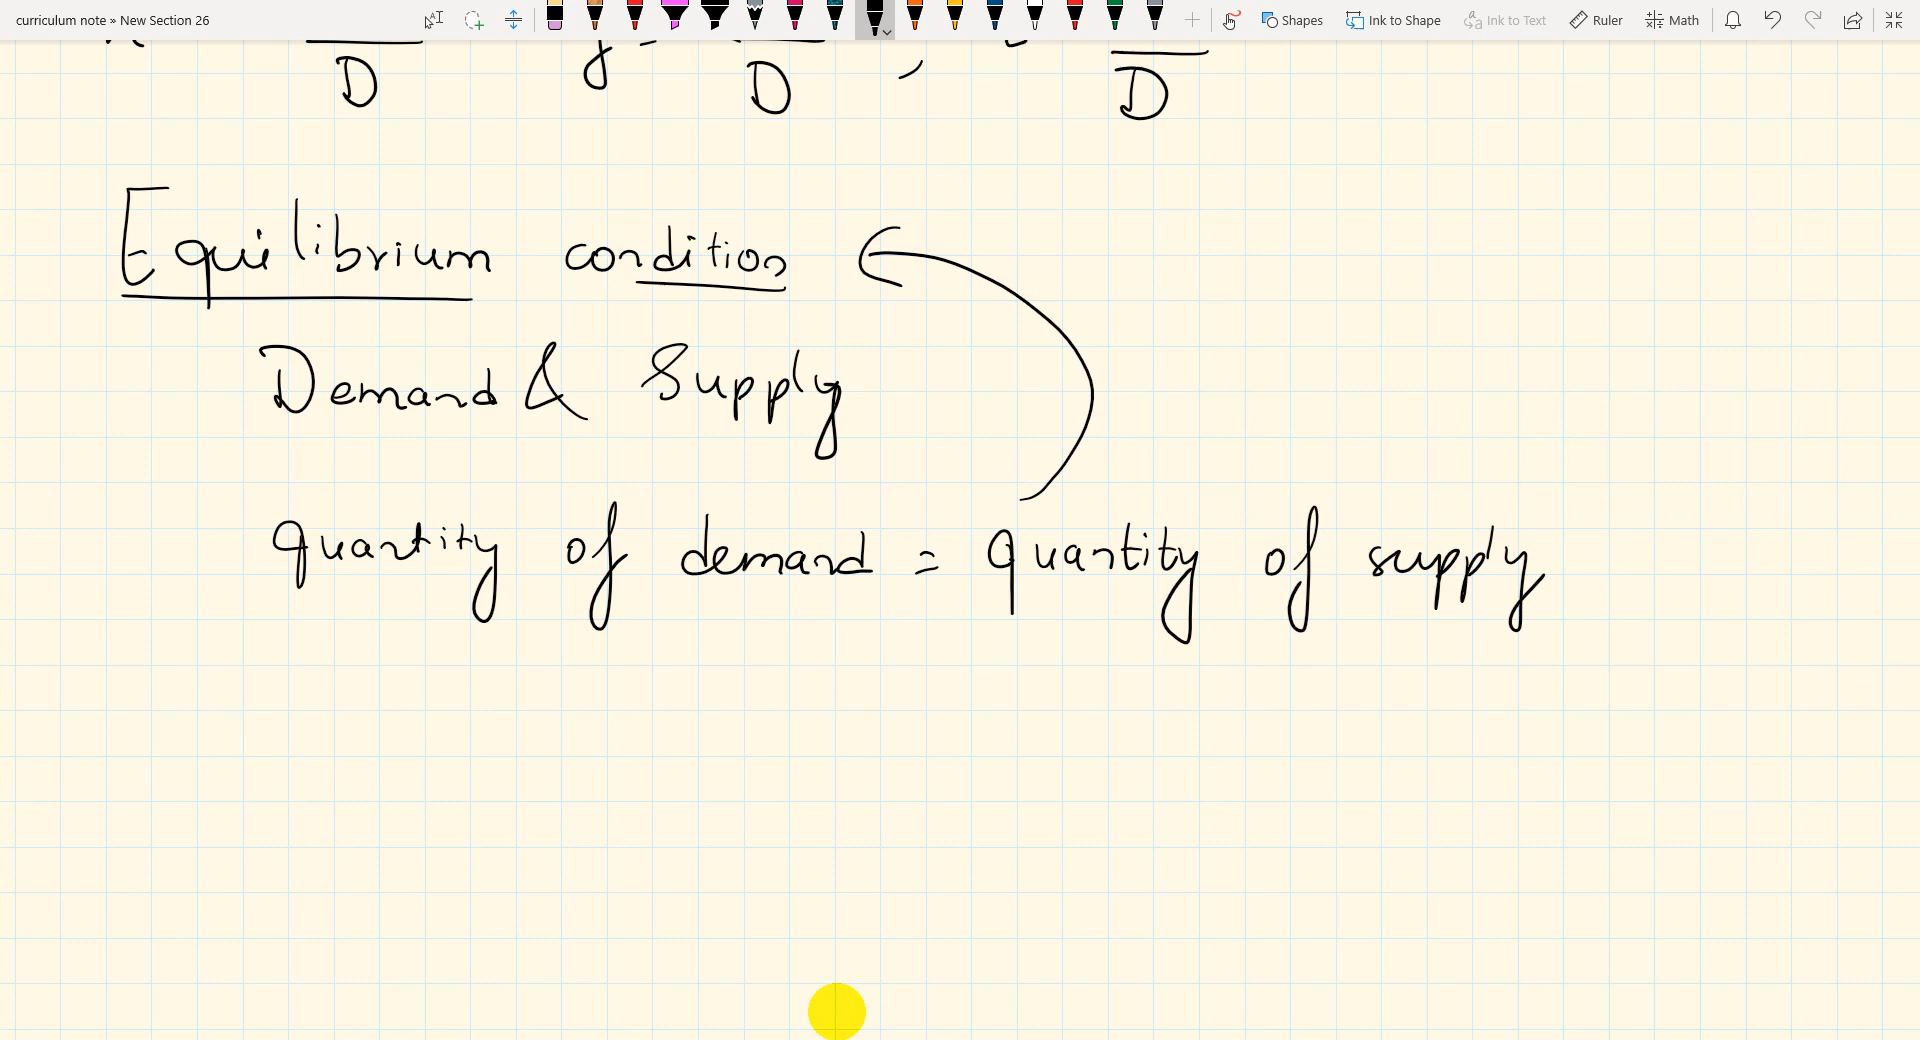 curriculum note » New Section 26 Shapes Ink to Shape Ink to Text Ruler Math
D y = D , D
Equilibrium condition
Demand & Supply
quantity of demand = quantity of supply